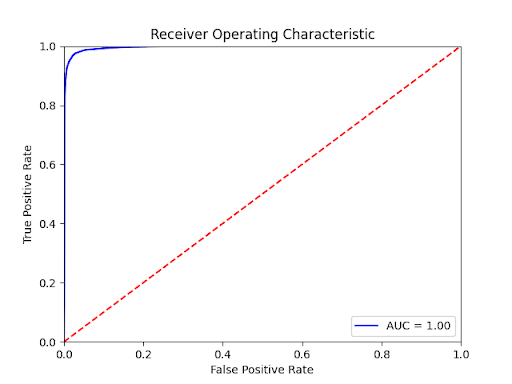 Receiver Operating Characteristic
1.0
0.8
0.6
0.4
0.2
0.0
True Positive Rate
AUC = 1.00
0.0 0.2 0.4 0.6 0.8 1.0
False Positive Rate